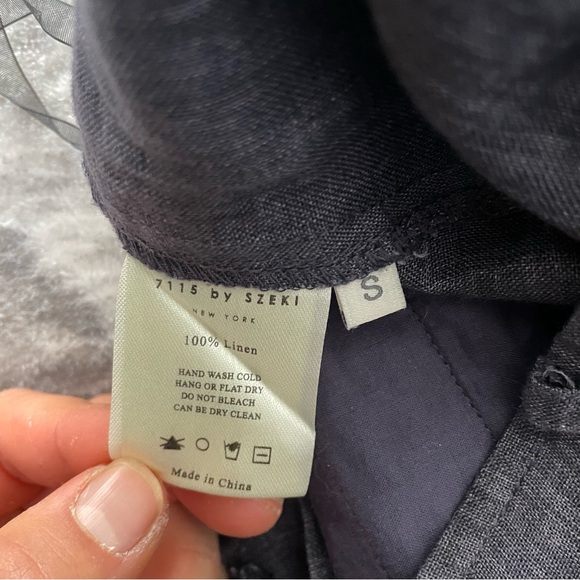 7115 by SZEKI
NEW YORK
S
100% Linen
HAND WASH COLD
HANG OR FLAT DRY
DO NOT BLEACH
CAN BE DRY CLEAN
Made in China